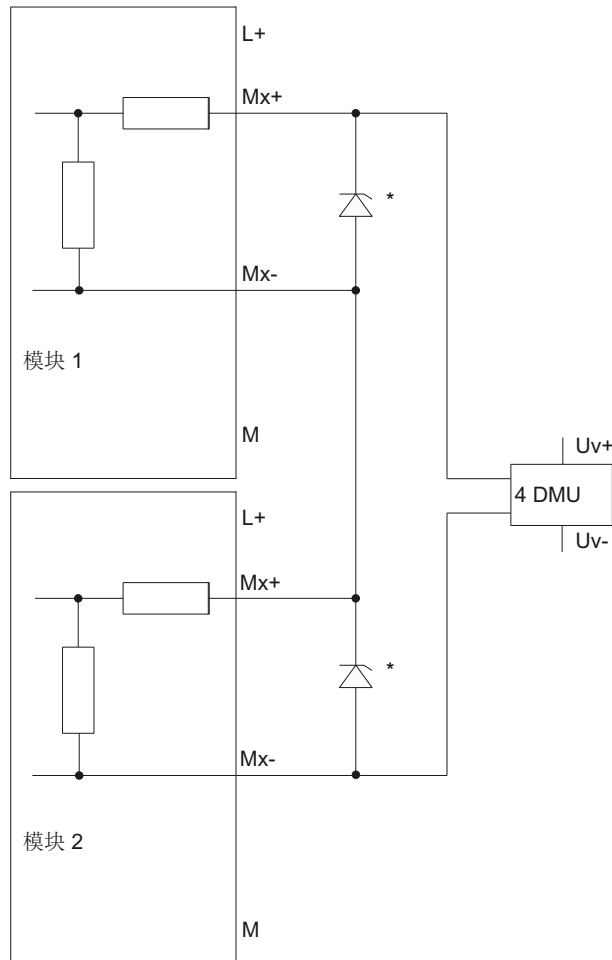 L+
Mx+
*
Mx-
模块 1
M
Uv+
4 DMU
Uv-
L+
Mx+
*
Mx-
模块 2
M